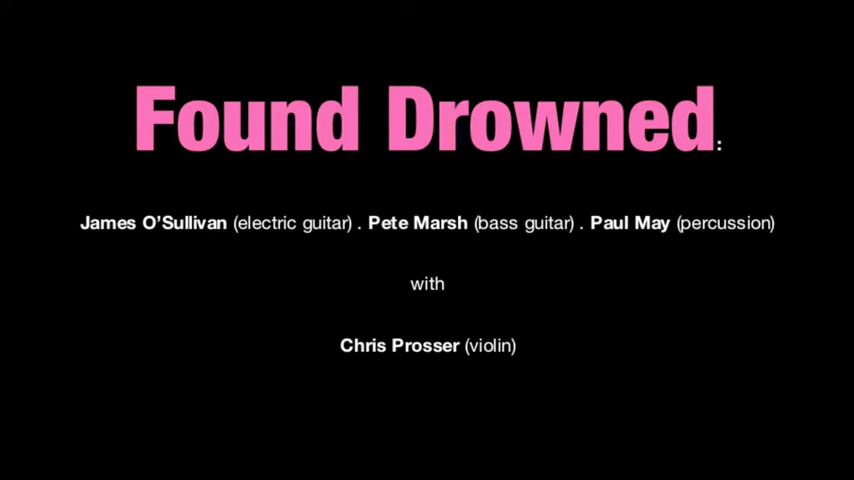 Found Drowned:
James O’Sullivan (electric guitar) . Pete Marsh (bass guitar) . Paul May (percussion)
with
Chris Prosser (violin)